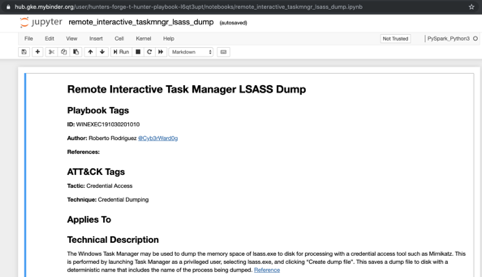 hub.gke.mybinder.org/user/hunters-forge-t-hunter-playbook-l6qt3upt/notebooks/remote_interactive_taskmngr_lsass_dump.ipynb
jupyter remote_interactive_taskmngr_lsass_dump (autosaved)
File Edit View Insert Cell Kernel Help Not Trusted PySpark_Python3
Run Markdown
Remote Interactive Task Manager LSASS Dump
Playbook Tags
ID: WINEXEC191030201010
Author: Roberto Rodriguez @Cyb3rWard0g
References:
ATT&CK Tags
Tactic: Credential Access
Technique: Credential Dumping
Applies To
Technical Description
The Windows Task Manager may be used to dump the memory space of lsass.exe to disk for processing with a credential access tool such as Mimikatz. This
is performed by launching Task Manager as a privileged user, selecting lsass.exe, and clicking "Create dump file". This saves a dump file to disk with a
deterministic name that includes the name of the process being dumped. Reference